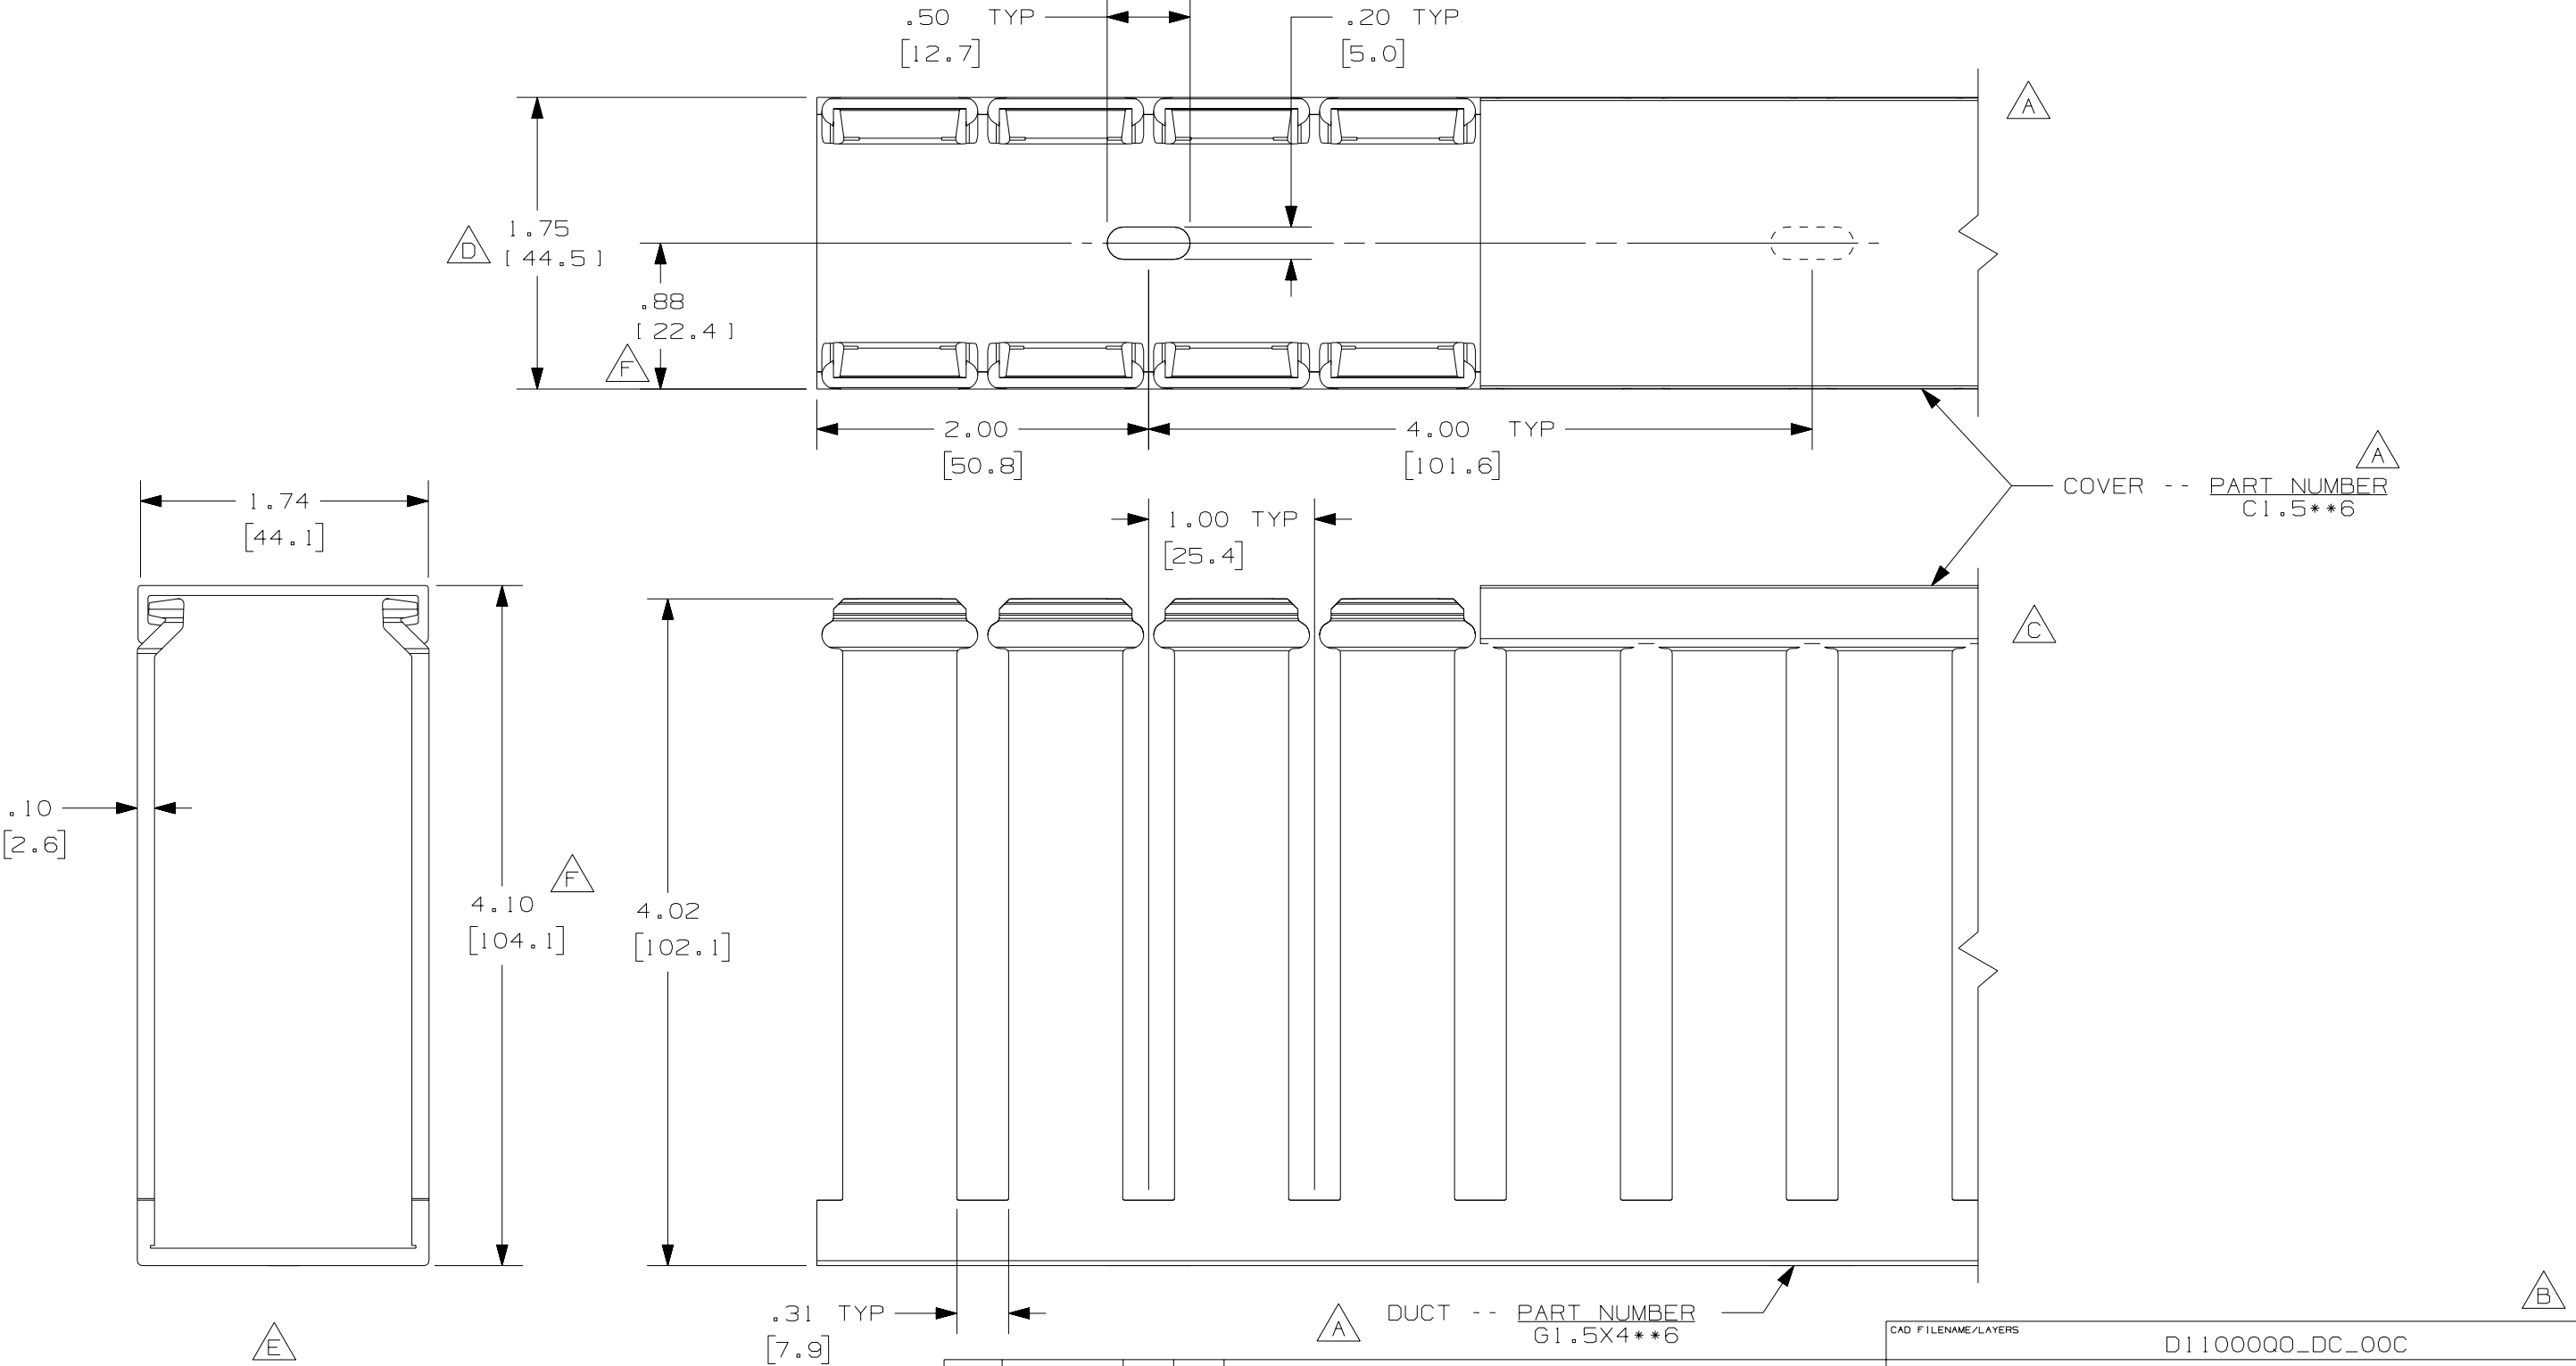 .50 TYP
[12.7]
.20 TYP
[5.0]
A
D
1.75
[44.5]
.88
[22.4]
F
2.00
[50.8]
4.00 TYP
[101.6]
A
COVER -- PART NUMBER
C1.5**6
1.74
[44.1]
1.00 TYP
[25.4]
C
.10
[2.6]
F
4.10
[104.1]
4.02
[102.1]
.31 TYP
[7.9]
A
DUCT -- PART NUMBER
G1.5X4**6
B
E
CAD FILENAME/LAYERS
D11000Q0_DC_00C